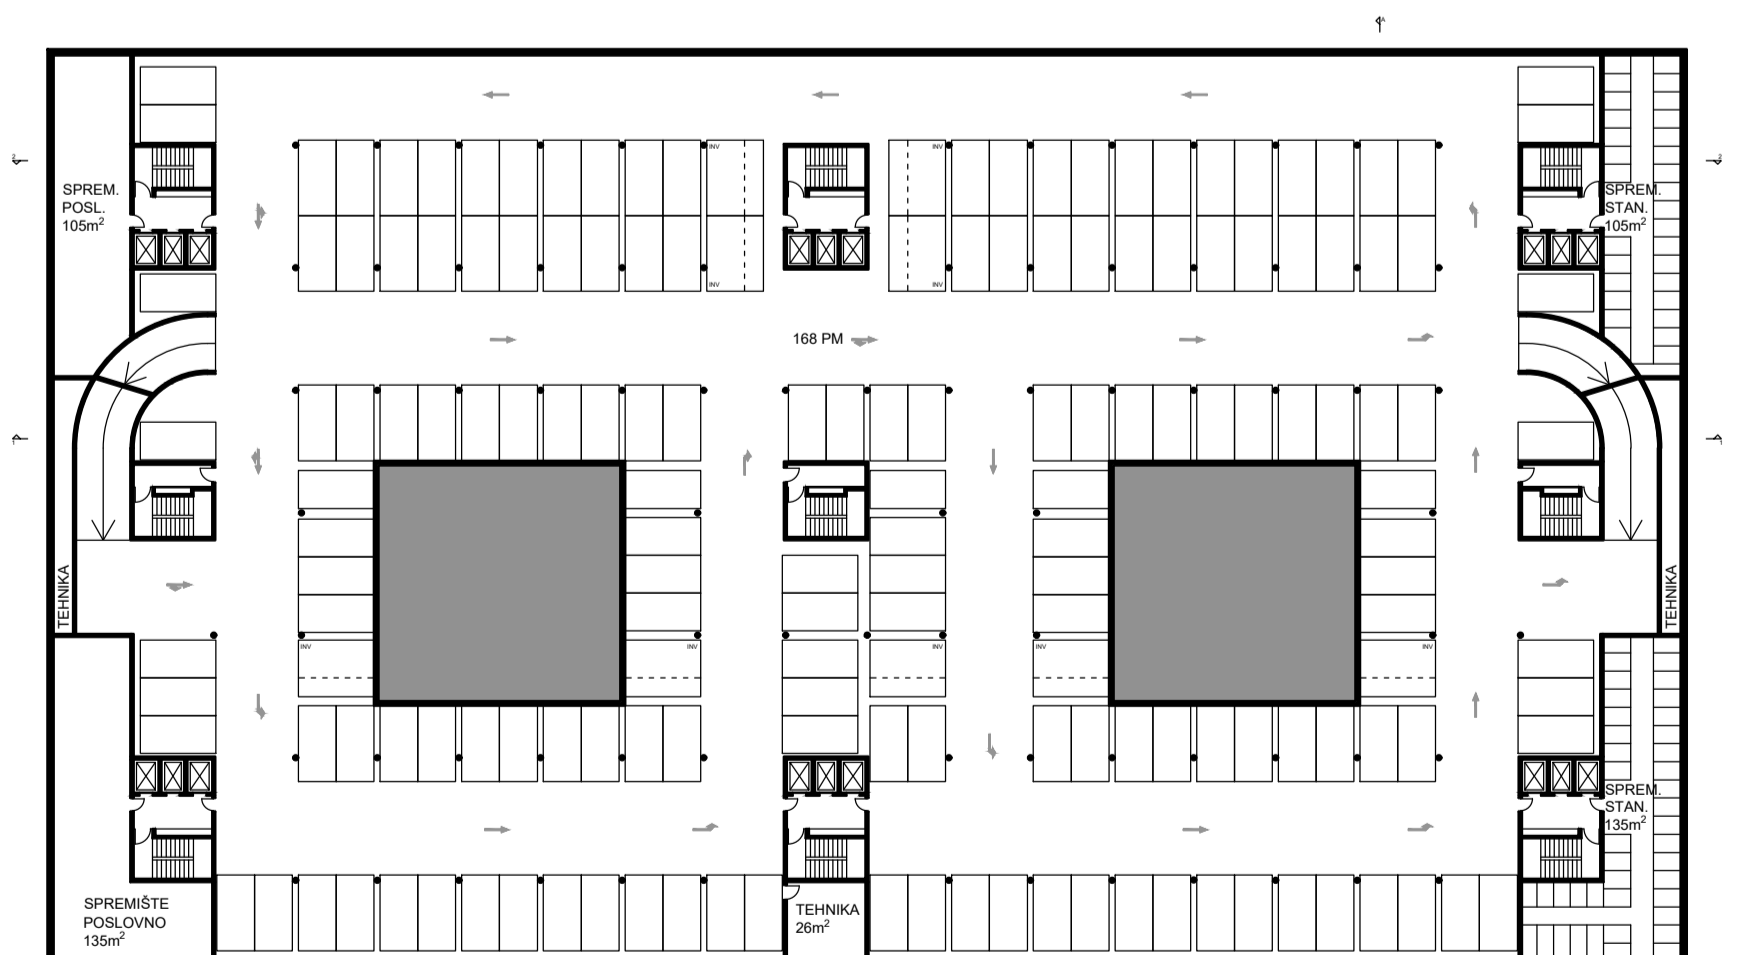 INV
INV
SPREM.
POSL.
105m²
SPREM.
STAN.
105m²
INV
INV
168 PM
TEHNIKA
TEHNIKA
INV
INV
INV
INV
INV
SPREM.
STAN.
135m²
SPREMIŠTE
POSLOVNO
135m²
TEHNIKA
26m²